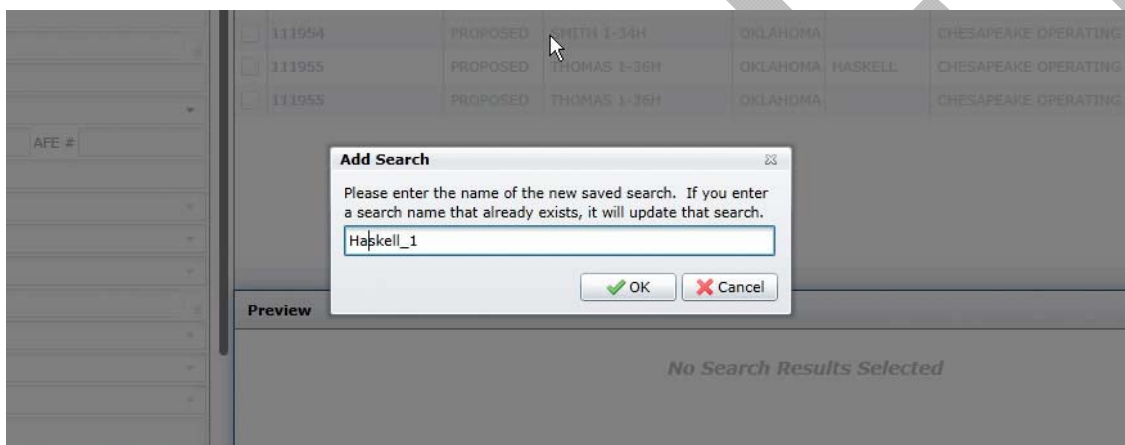 111954 PROPOSED SMITH 1-34H OKLAHOMA CHESAPEAKE OPERATING
111955 PROPOSED THOMAS 1-36H OKLAHOMA HASKELL CHESAPEAKE OPERATING
111955 PROPOSED THOMAS 1-36H OKLAHOMA CHESAPEAKE OPERATING
AFE #
Add Search
Please enter the name of the new saved search. If you enter
a search name that already exists, it will update that search.
Haskell_1
OK Cancel
Preview
No Search Results Selected